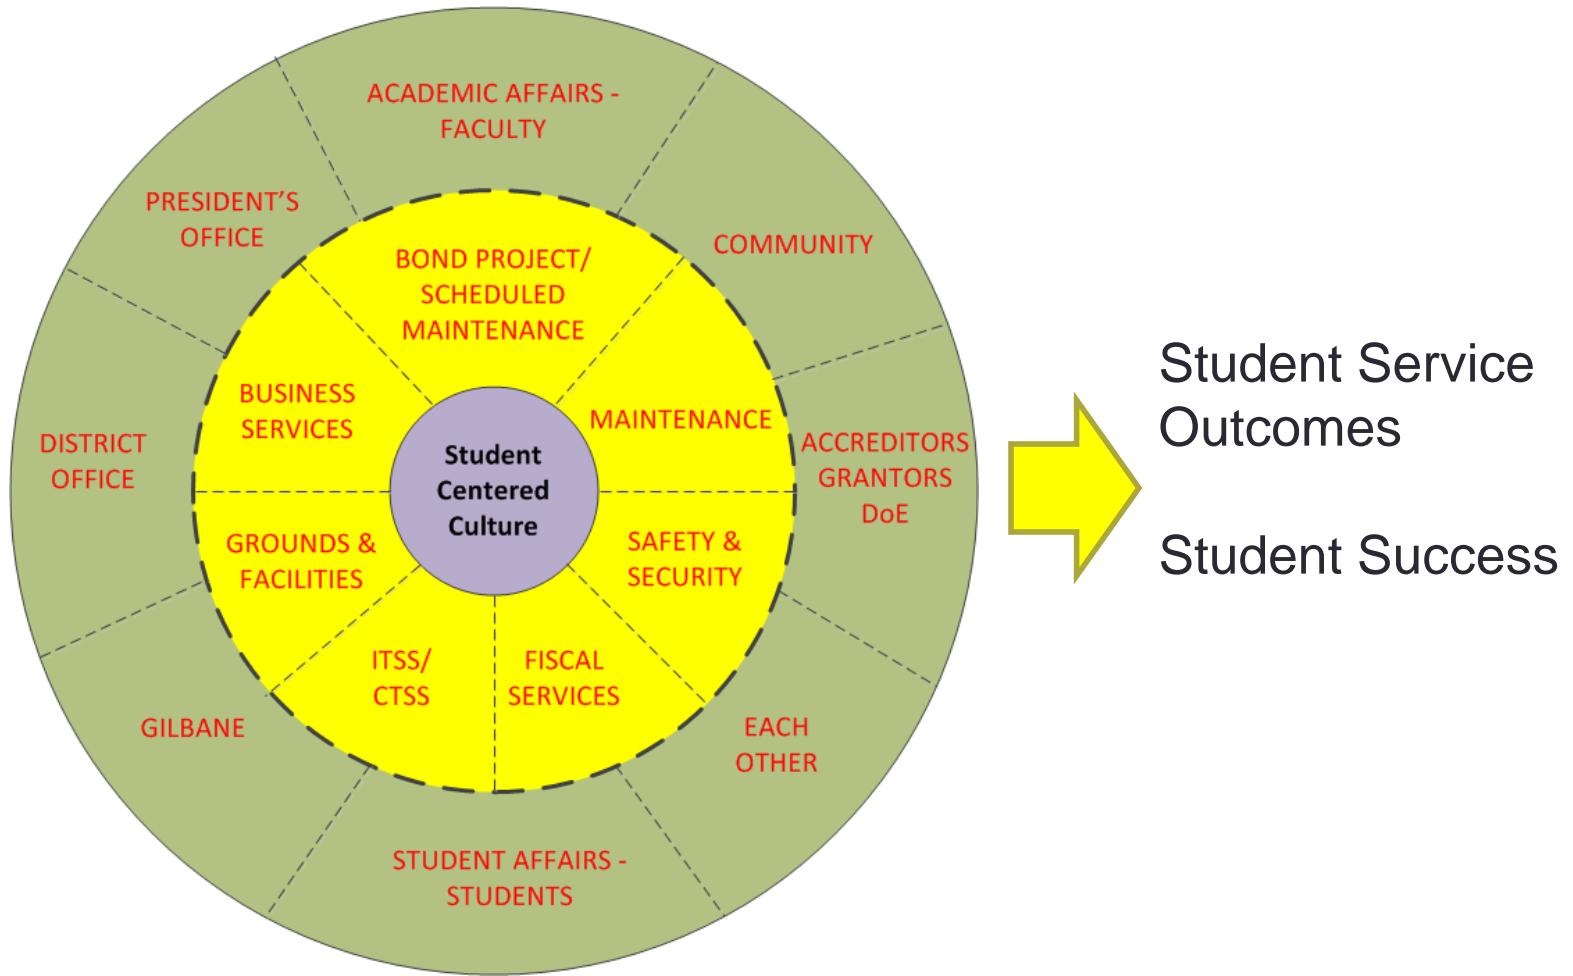 ACADEMIC AFFAIRS -
FACULTY
PRESIDENT’S
OFFICE
COMMUNITY
BOND PROJECT/
SCHEDULED
MAINTENANCE
BUSINESS
SERVICES
MAINTENANCE
DISTRICT
OFFICE
Student
Centered
Culture
ACCREDITORS
GRANTORS
DoE
GROUNDS &
FACILITIES
SAFETY &
SECURITY
ITSS/
CTSS
FISCAL
SERVICES
GILBANE
EACH
OTHER
STUDENT AFFAIRS -
STUDENTS
Student Service
Outcomes
Student Success